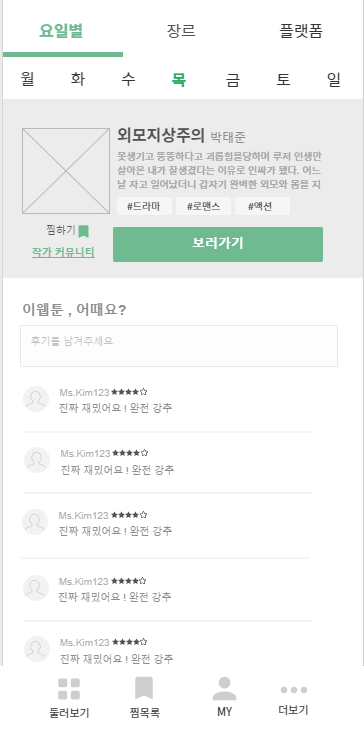 요일별 장르 플랫폼
월 화 수 목 금 토 일
외모지상주의 박태준
못생기고 뚱뚱하다고 괴롭힘을당하며 루저 인생만
살아온 내가 잘생겼다는 이유로 인싸가 됐다. 어느
날 자고 일어났더니 갑자기 완벽한 외모와 몸을 지
#드라마 #로맨스 #액션
찜하기
보러가기
작가 커뮤니티
이웹툰 , 어때요?
후기를 남겨주세요
Ms.Kim123 ★★★★☆
진짜 재밌어요 ! 완전 강추
Ms.Kim123 ★★★★☆
진짜 재밌어요 ! 완전 강추
Ms.Kim123 ★★★★☆
진짜 재밌어요 ! 완전 강추
Ms.Kim123 ★★★★☆
진짜 재밌어요 ! 완전 강추
Ms.Kim123 ★★★★☆
진짜 재밌어요 ! 완전 강추
둘러보기 찜목록 MY 더보기